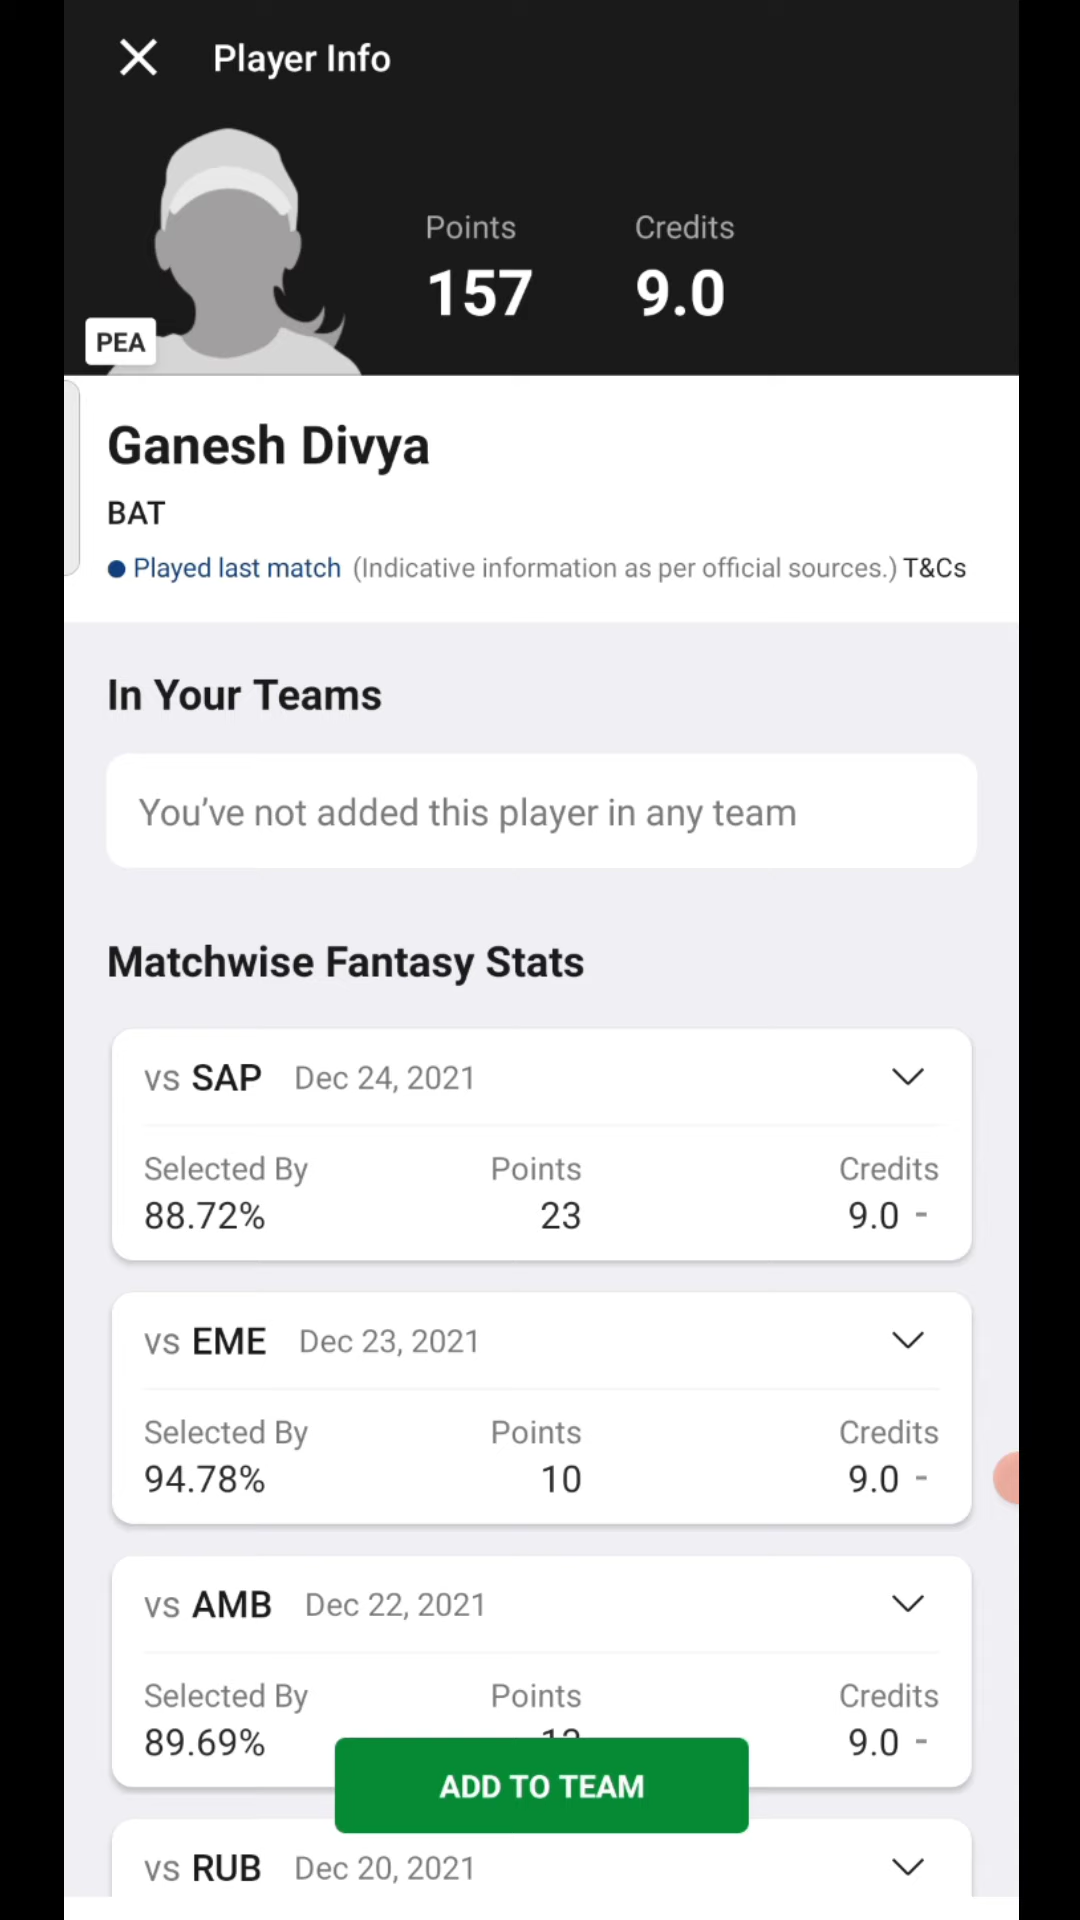 Player Info
Points Credits
157 9.0
PEA
Ganesh Divya
BAT
Played last match (Indicative information as per official sources.) T&Cs
In Your Teams
You’ve not added this player in any team
Matchwise Fantasy Stats
vs SAP Dec 24, 2021
Selected By Points Credits
88.72% 23 9.0 -
vs EME Dec 23, 2021
Selected By Points Credits
94.78% 10 9.0 -
vs AMB Dec 22, 2021
Selected By Points Credits
89.69% 9.0 -
ADD TO TEAM
vs RUB Dec 20, 2021